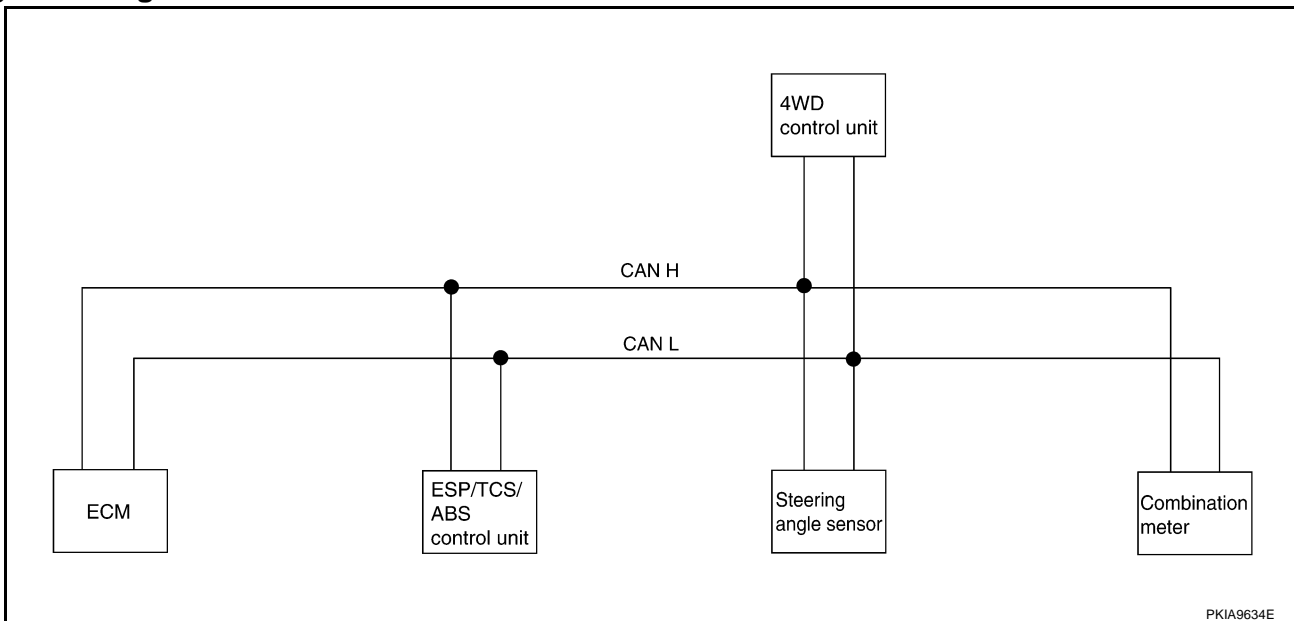 4WD
control unit
CAN H
CAN L
ECM
ESP/TCS/
ABS
control unit
Steering
angle sensor
Combination
meter
PKIA9634E